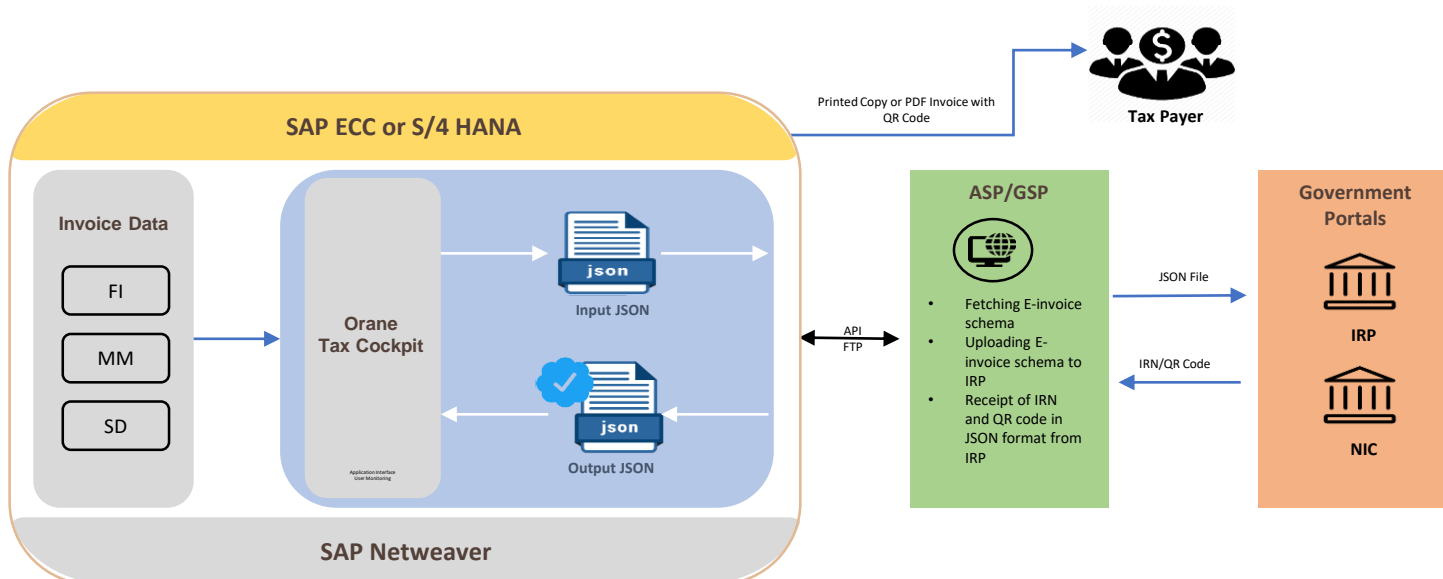 Printed Copy or PDF Invoice with
QR Code
$
Tax Payer
SAP ECC or S/4 HANA
Invoice Data
FI
MM
SD
Orane
Tax Cockpit
Application Interface
User Monitoring
json
Input JSON
json
Output JSON
API
FTP
ASP/GSP
• Fetching E-invoice
schema
• Uploading E-
invoice schema to
IRP
• Receipt of IRN
and QR code in
JSON format from
IRP
JSON File
IRN/QR Code
Government
Portals
IRP
NIC
SAP Netweaver